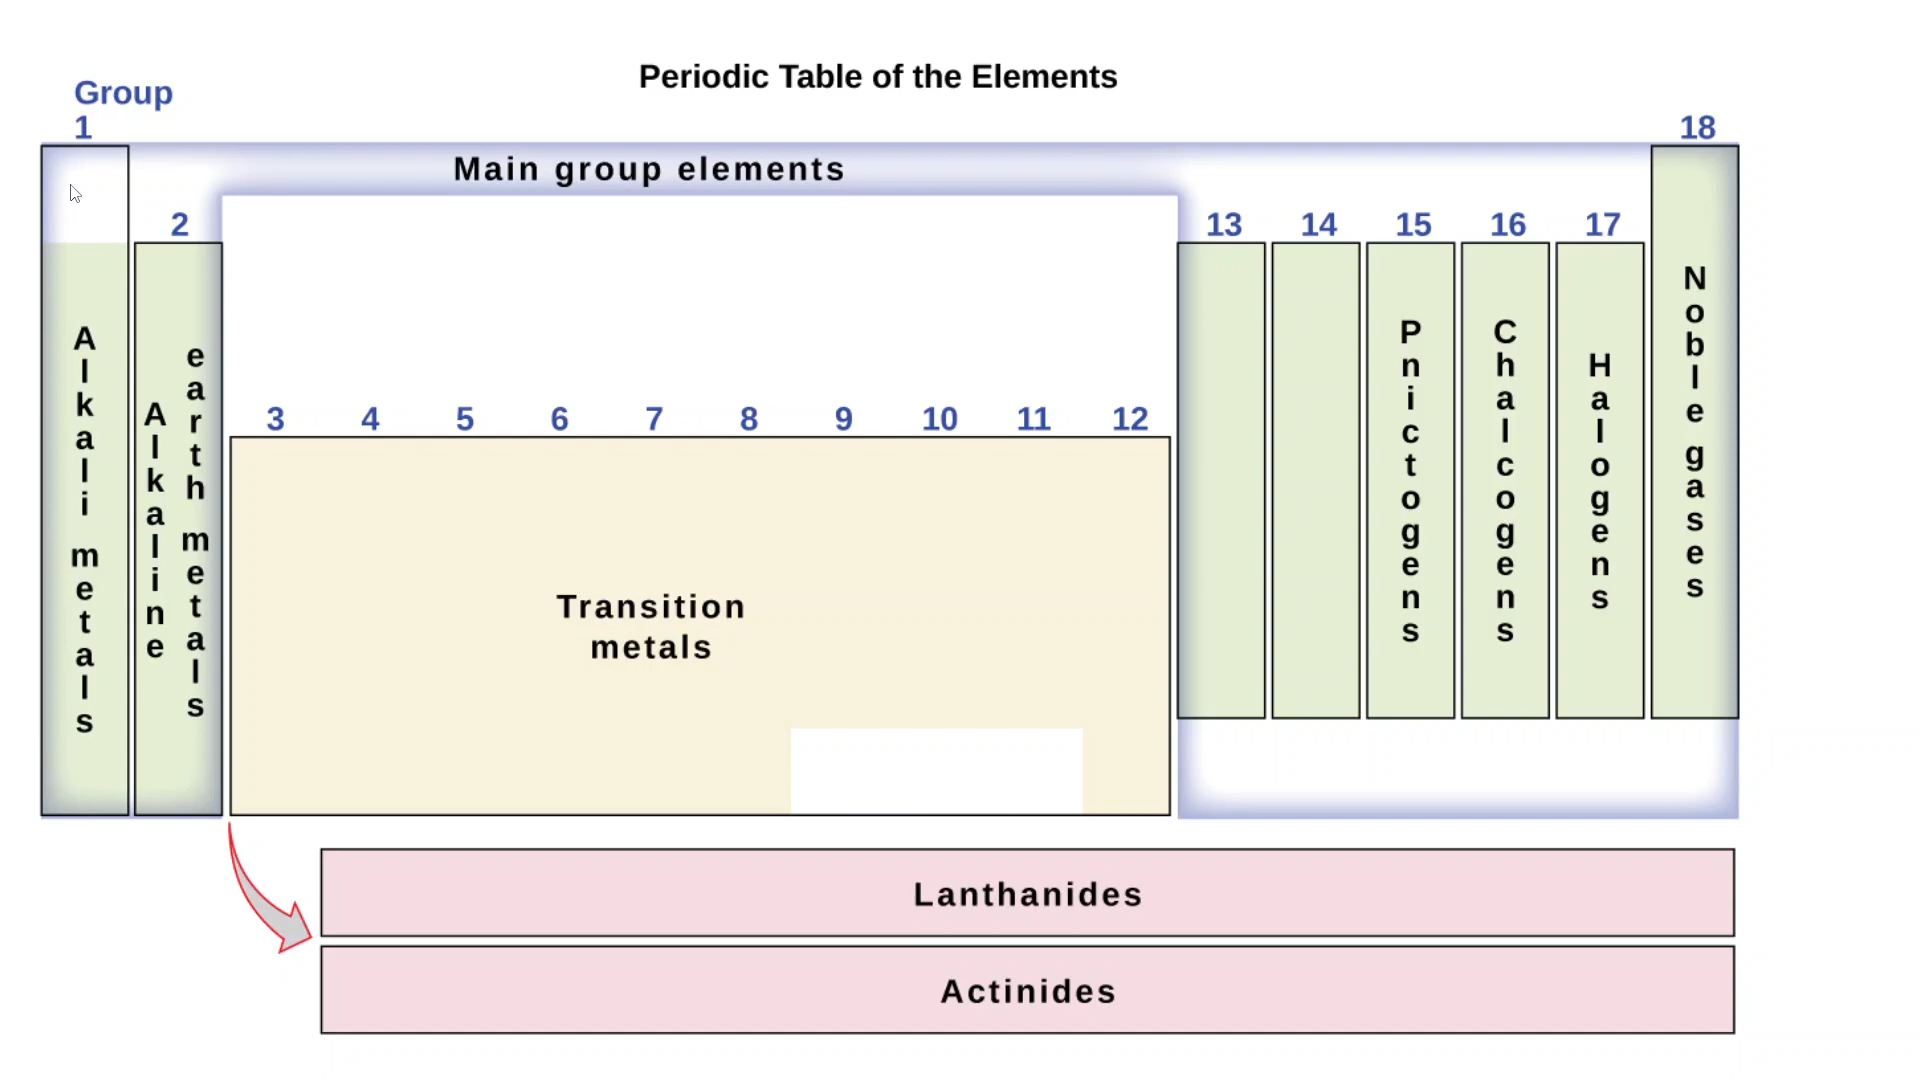 Periodic Table of the Elements
Group
1
18
Main group elements
2
13 14 15 16 17
3 4 5 6 7 8 9 10 11 12
Alkali metals
Alkaline
earth metals
Transition
metals
Pnictogens
Chalcogens
Halogens
Noble gases
Lanthanides
Actinides